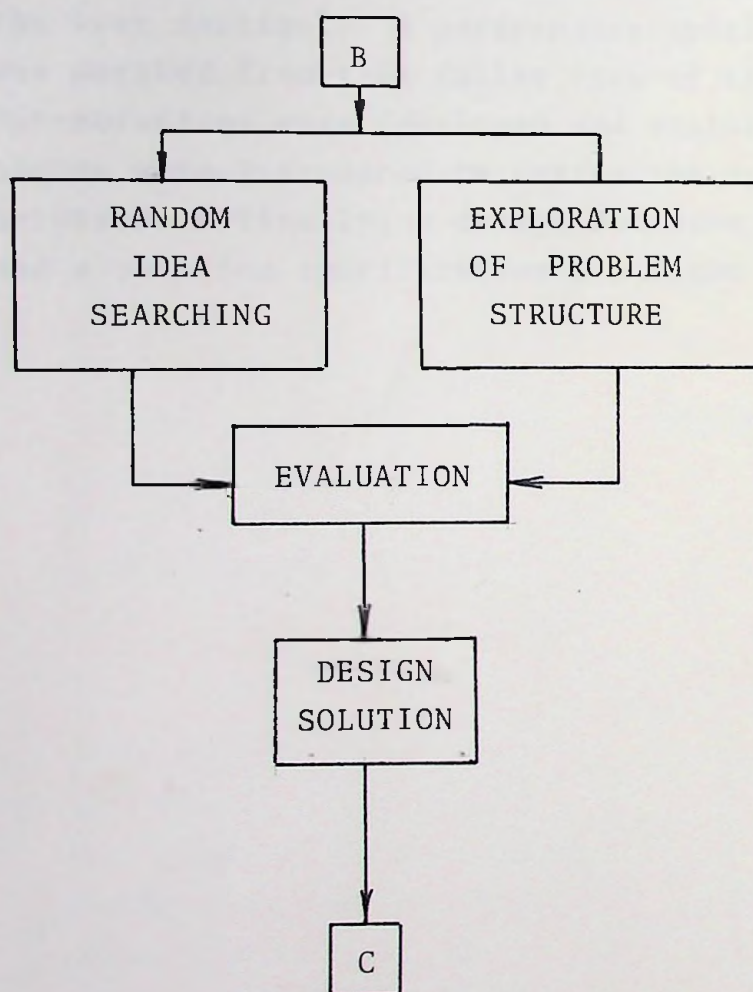 B
RANDOM
IDEA
SEARCHING
EXPLORATION
OF PROBLEM
STRUCTURE
EVALUATION
DESIGN
SOLUTION
C